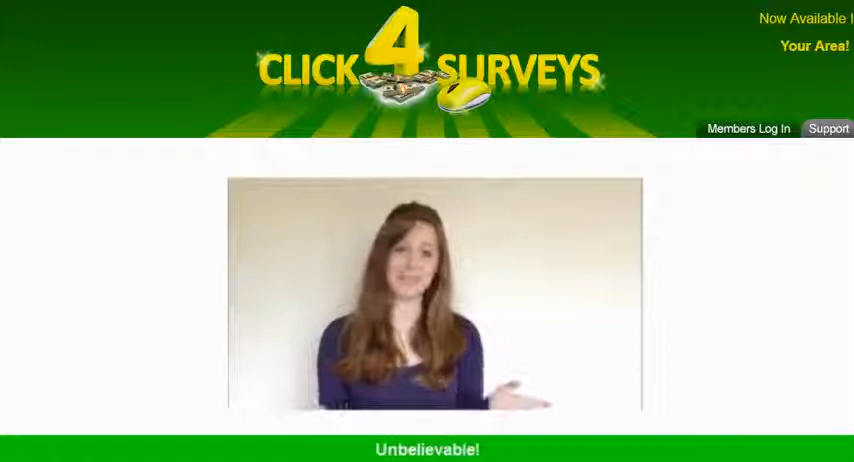 Now Available I
Your Area!
CLICK 4 SURVEYS
Members Log In
Support
Unbelievable!